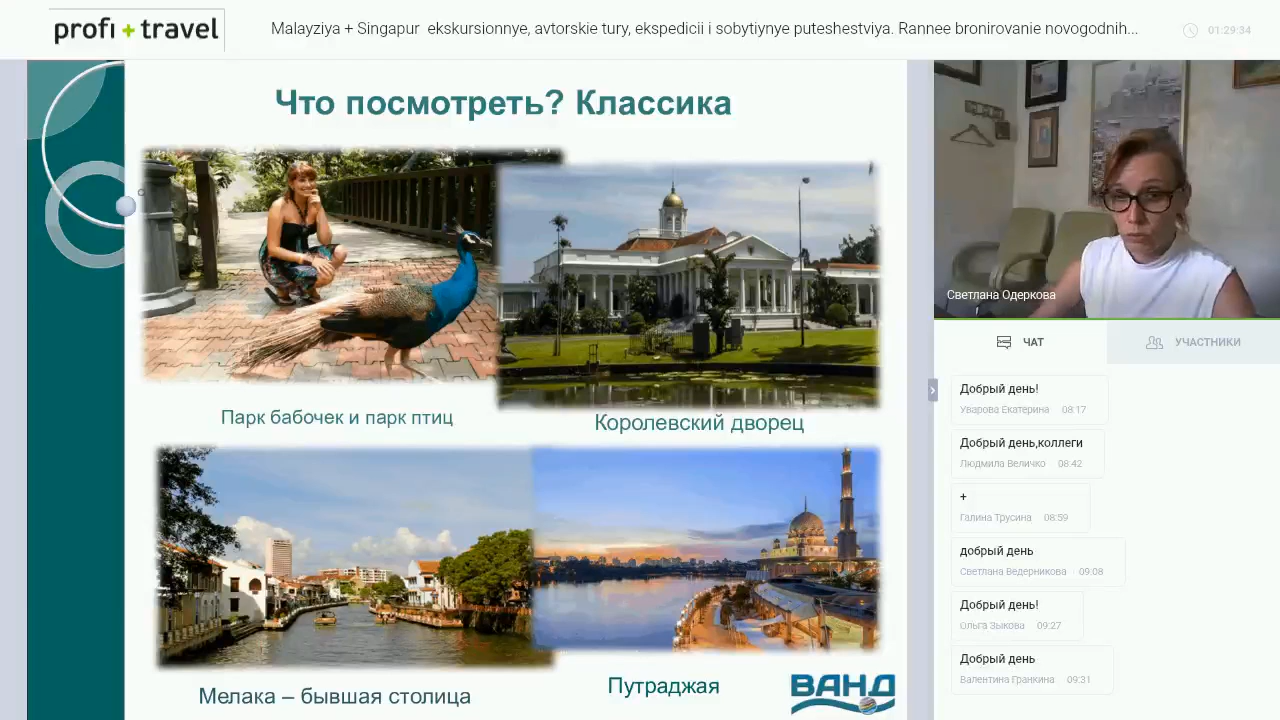 profi + travel
Malayziya + Singapur ekskursionnye, avtorskie tury, ekspedicii i sobytiynye puteshestviya. Rannee bronirovanie novogodnih...
01:29:34
Что посмотреть? Классика
Парк бабочек и парк птиц
Королевский дворец
Мелака – бывшая столица
Путраджая
ВАНД
Светлана Одеркова
ЧАТ
УЧАСТНИКИ
Добрый день!
Уварова Екатерина 08:17
Добрый день,коллеги
Людмила Величко 08:42
+
Галина Трусина 08:59
добрый день
Светлана Ведерникова 09:08
Добрый день!
Ольга Зыкова 09:27
Добрый день
Валентина Гранкина 09:31